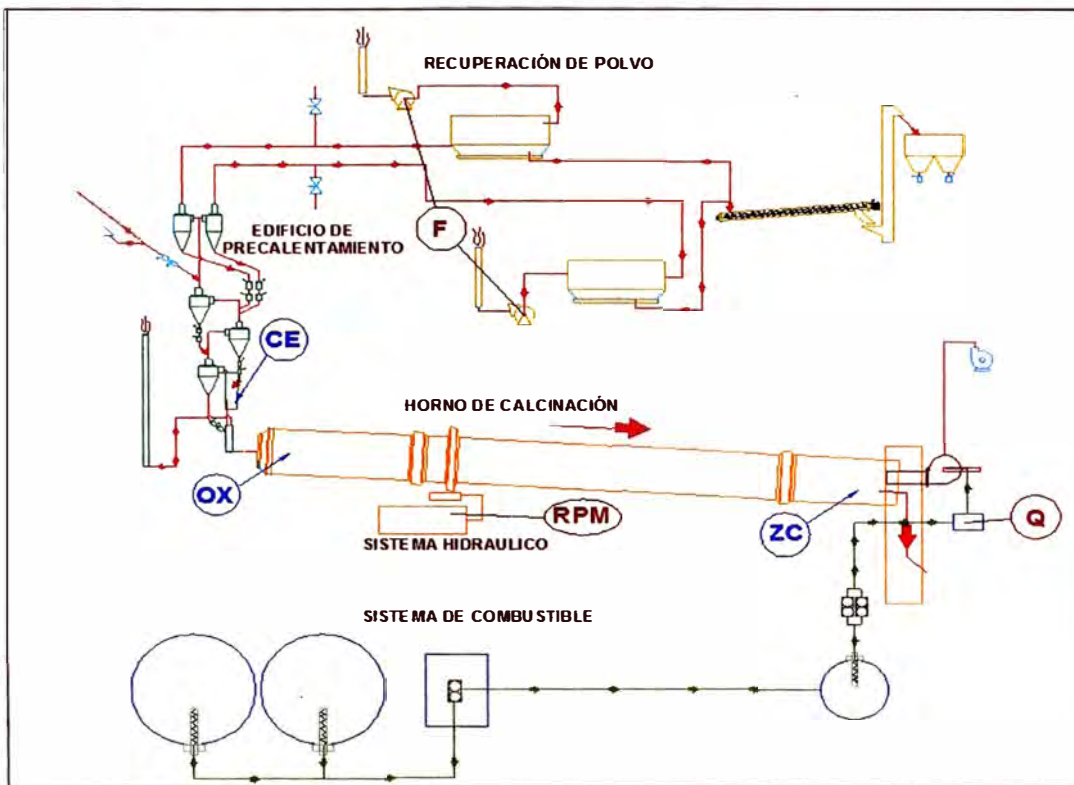 RECUPERACIÓN DE POLVO
F
EDIFICIO DE
PRECALENTAMIENTO
CE
HORNO DE CALCINACIÓN
OX
RPM
SISTEMA HIDRAULICO
ZC
Q
SISTEMA DE COMBUSTIBLE